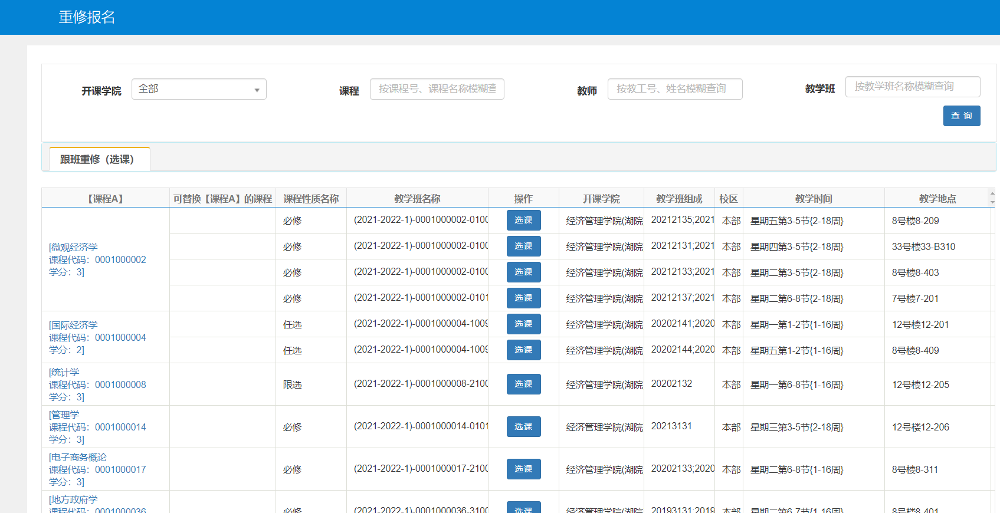 重修报名
开课学院 全部 课程 按课程号、课程名称模糊查 教师 按教工号、姓名模糊查询 教学班 按教学班名称模糊查询
查 询
跟班重修（选课）
【课程A】 可替换【课程A】的课程 课程性质名称 教学班名称 操作 开课学院 教学班组成 校区 教学时间 教学地点
[微观经济学
课程代码：0001000002
学分：3]
必修 (2021-2022-1)-0001000002-0100 选课 经济管理学院(湖院 20212135;2021 本部 星期五第3-5节{2-18周} 8号楼8-209
必修 (2021-2022-1)-0001000002-0100 选课 经济管理学院(湖院 20212131;2021 本部 星期四第3-5节{2-18周} 33号楼33-B310
必修 (2021-2022-1)-0001000002-0100 选课 经济管理学院(湖院 20212133;2021 本部 星期二第3-5节{2-18周} 8号楼8-403
必修 (2021-2022-1)-0001000002-0101 选课 经济管理学院(湖院 20212137;2021 本部 星期二第6-8节{2-18周} 7号楼7-201
[国际经济学
课程代码：0001000004
学分：2]
任选 (2021-2022-1)-0001000004-1009 选课 经济管理学院(湖院 20202141;2020 本部 星期一第1-2节{1-16周} 12号楼12-201
任选 (2021-2022-1)-0001000004-1009 选课 经济管理学院(湖院 20202144;2020 本部 星期五第1-2节{1-16周} 8号楼8-409
[统计学
课程代码：0001000008
学分：3]
限选 (2021-2022-1)-0001000008-2100 选课 经济管理学院(湖院 20202132 本部 星期一第6-8节{1-16周} 12号楼12-205
[管理学
课程代码：0001000014
学分：3]
必修 (2021-2022-1)-0001000014-0101 选课 经济管理学院(湖院 20213131 本部 星期三第3-5节{2-18周} 12号楼12-206
[电子商务概论
课程代码：0001000017
学分：3]
必修 (2021-2022-1)-0001000017-2100 选课 经济管理学院(湖院 20202133;2020 本部 星期二第6-8节{1-16周} 8号楼8-311
[地方政府学
课程代码：0001000036
必修 (2021-2022-1)-0001000036-3100 选课 经济管理学院(湖院 20193131;2019 本部 星期二第6-7节{1-16周} 8号楼8-401